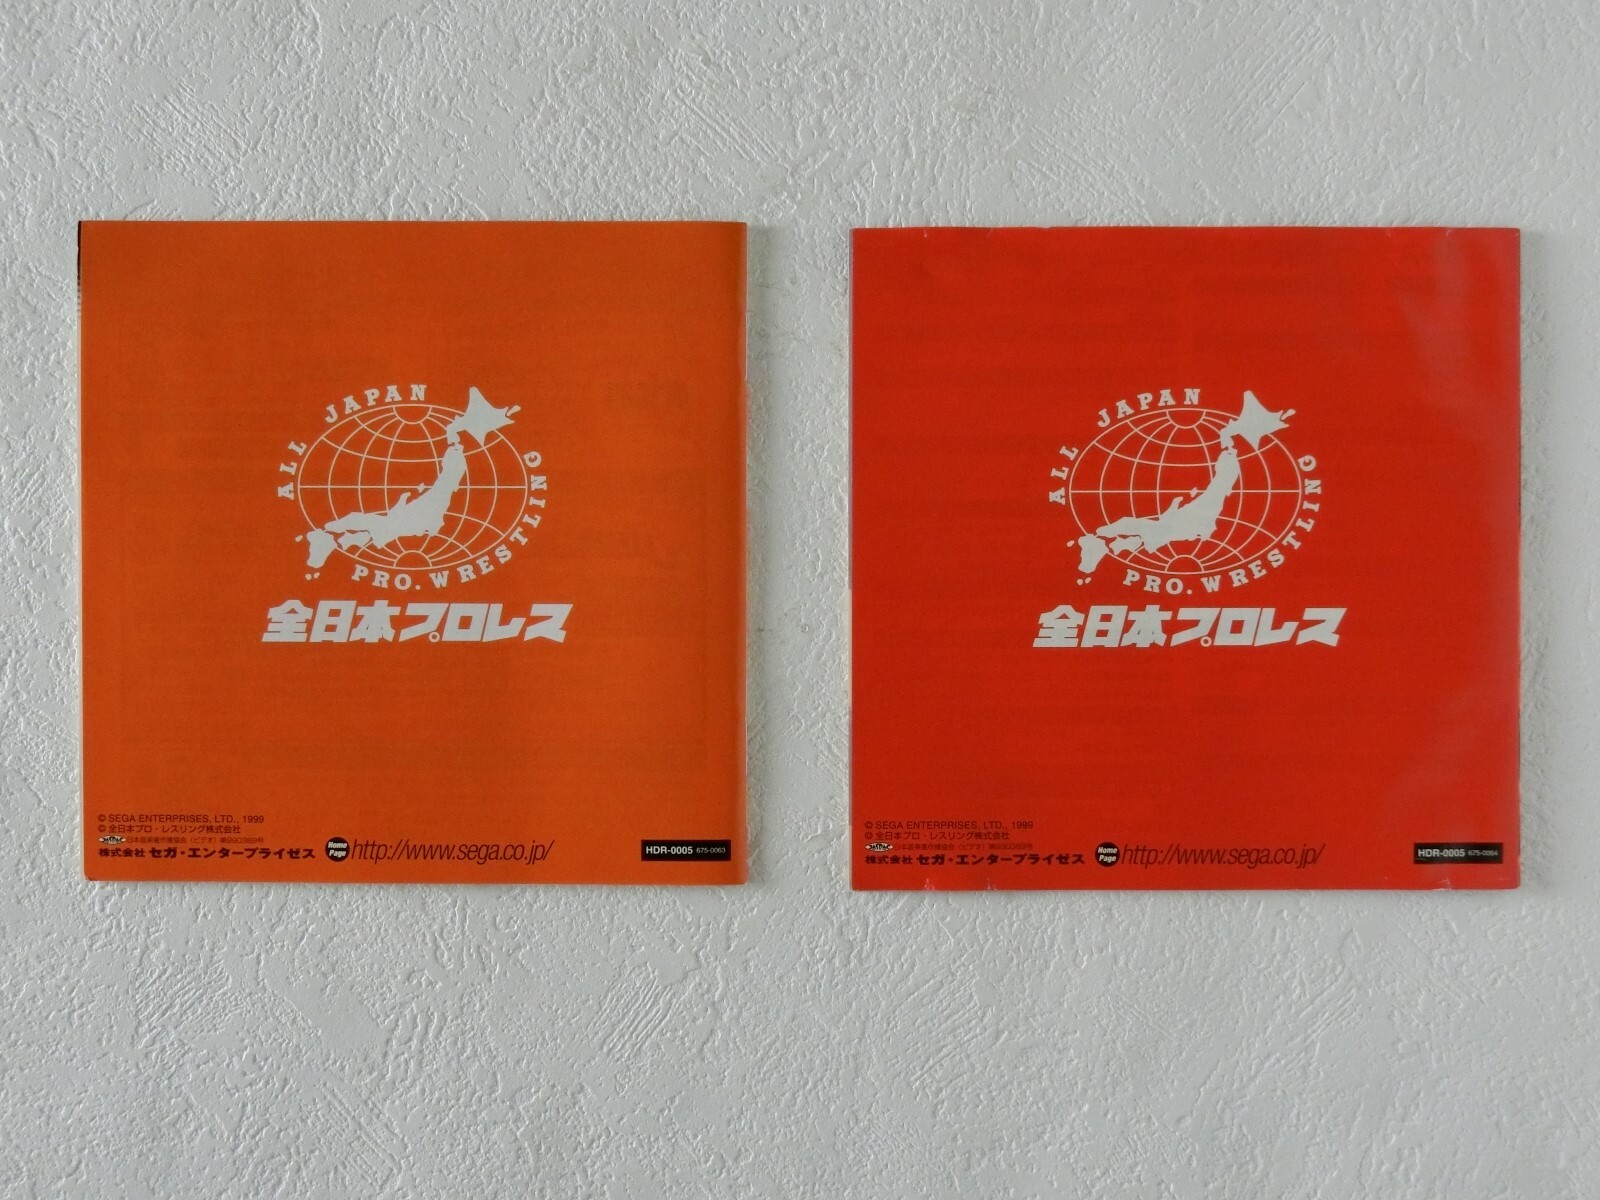 ALL JAPAN PRO. WRESTLING
全日本プロレス
© SEGA ENTERPRISES, LTD., 1999
© 全日本プロ・レスリング株式会社
株式会社 セガ・エンタープライゼス
Home Page http://www.sega.co.jp/
HDR-0005 675-0063
ALL JAPAN PRO. WRESTLING
全日本プロレス
© SEGA ENTERPRISES, LTD., 1999
© 全日本プロ・レスリング株式会社
株式会社 セガ・エンタープライゼス
Home Page http://www.sega.co.jp/
HDR-0005 675-0064